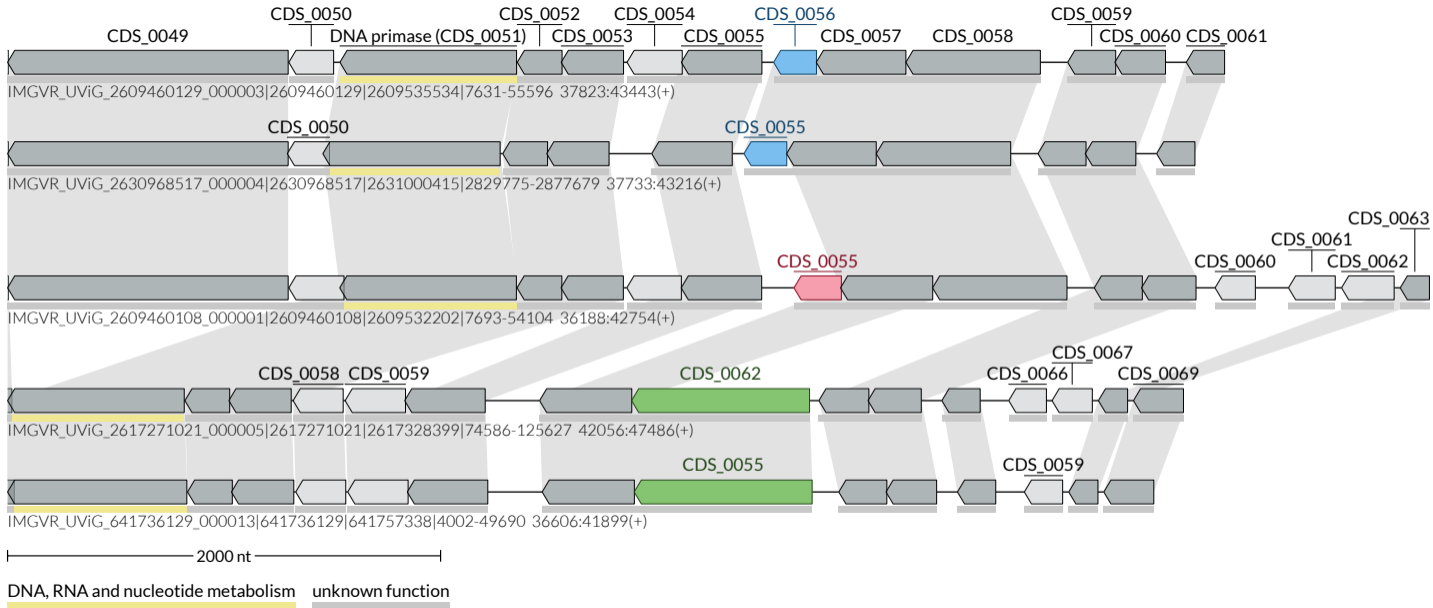 CDS_0050 CDS_0052 CDS_0054 CDS_0056 CDS_0059
CDS_0049 DNA primase (CDS_0051) CDS_0053 CDS_0055 CDS_0057 CDS_0058 CDS_0060 CDS_0061
IMGVR_UViG_2609460129_000003|2609460129|2609535534|7631-55596 37823:43443(+)
CDS_0050 CDS_0055
IMGVR_UViG_2630968517_000004|2630968517|2631000415|2829775-2877679 37733:43216(+)
CDS_0063
CDS_0061
CDS_0055 CDS_0060 CDS_0062
IMGVR_UViG_2609460108_000001|2609460108|2609532202|7693-54104 36188:42754(+)
CDS_0067
CDS_0058 CDS_0059 CDS_0062 CDS_0066 CDS_0069
IMGVR_UViG_2617271021_000005|2617271021|2617328399|74586-125627 42056:47486(+)
CDS_0055 CDS_0059
IMGVR_UViG_641736129_000013|641736129|641757338|4002-49690 36606:41899(+)
2000 nt
DNA, RNA and nucleotide metabolism unknown function